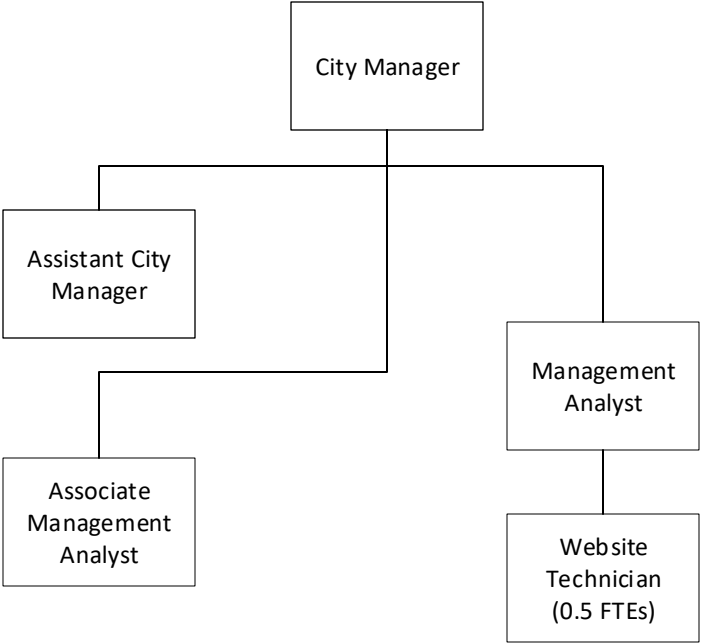 City Manager
Assistant City
Manager
Management
Analyst
Associate
Management
Analyst
Website
Technician
(0.5 FTEs)